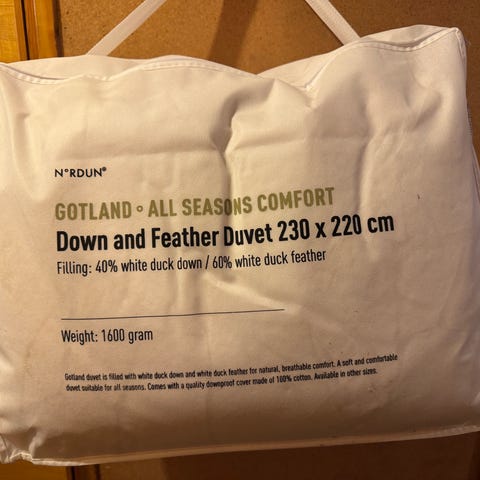 N°RDUN®
GOTLAND ° ALL SEASONS COMFORT
Down and Feather Duvet 230 x 220 cm
Filling: 40% white duck down / 60% white duck feather
Weight: 1600 gram
Gotland duvet is filled with white duck down and white duck feather for natural, breathable comfort. A soft and comfortable
duvet suitable for all seasons. Comes with a quality downproof cover made of 100% cotton. Available in other sizes.